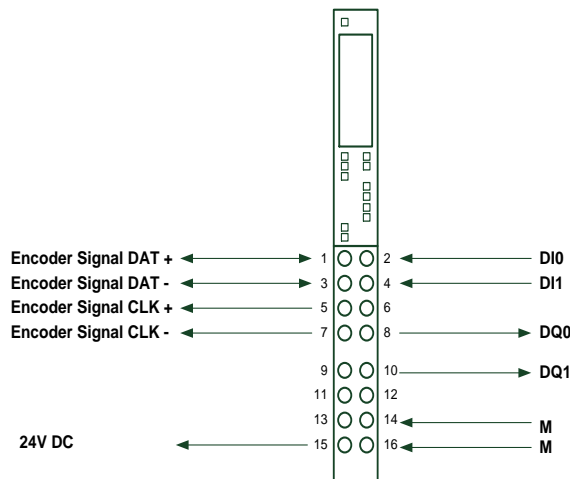 Encoder Signal DAT + 1 2 DI0
Encoder Signal DAT - 3 4 DI1
Encoder Signal CLK + 5 6
Encoder Signal CLK - 7 8 DQ0
9 10 DQ1
11 12
13 14 M
24V DC 15 16 M